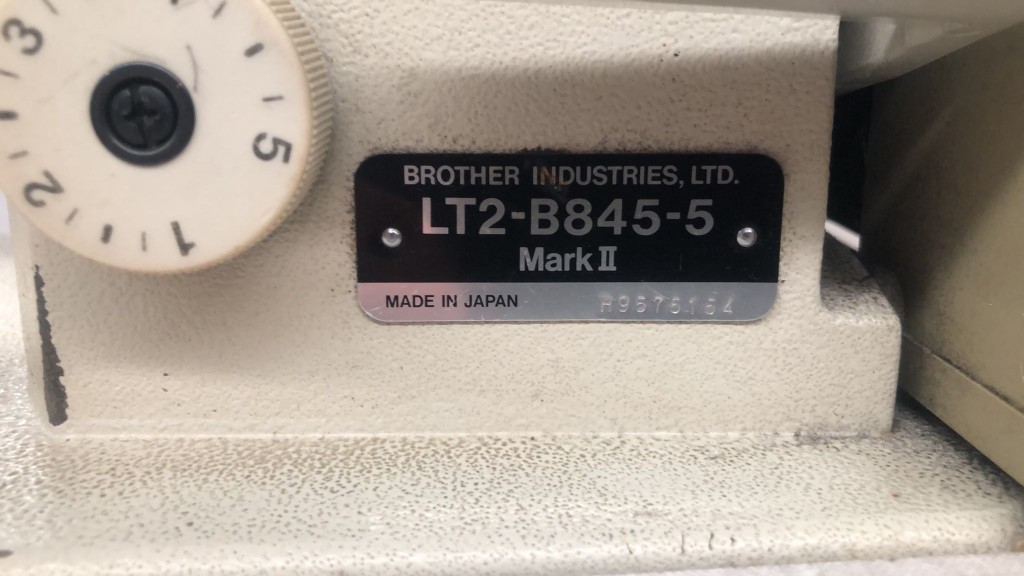 3
5
2
1
BROTHER INDUSTRIES, LTD.
LT2-B845-5
Mark II
MADE IN JAPAN